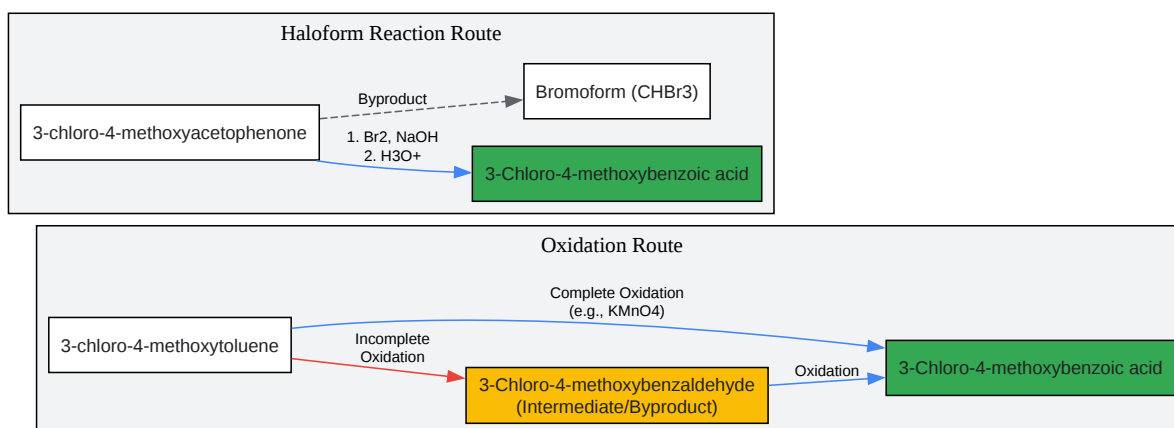 Haloform Reaction Route
3-chloro-4-methoxyacetophenone
Byproduct
Bromoform (CHBr3)
1. Br2, NaOH
2. H3O+
3-Chloro-4-methoxybenzoic acid
Oxidation Route
3-chloro-4-methoxytoluene
Complete Oxidation
(e.g., KMnO4)
Incomplete
Oxidation
3-Chloro-4-methoxybenzaldehyde
(Intermediate/Byproduct)
Oxidation
3-Chloro-4-methoxybenzoic acid